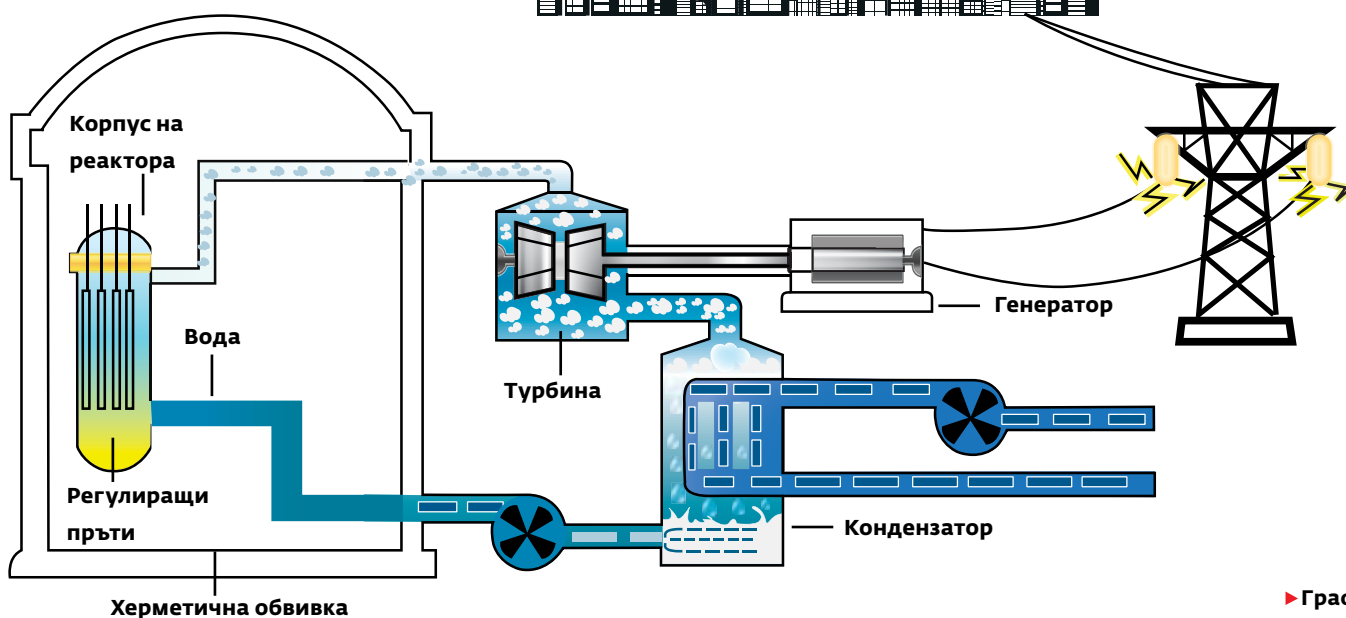 Корпус на
реактора
Вода
Турбина
Генератор
Регулиращи
пръти
Кондензатор
Херметична обвивка